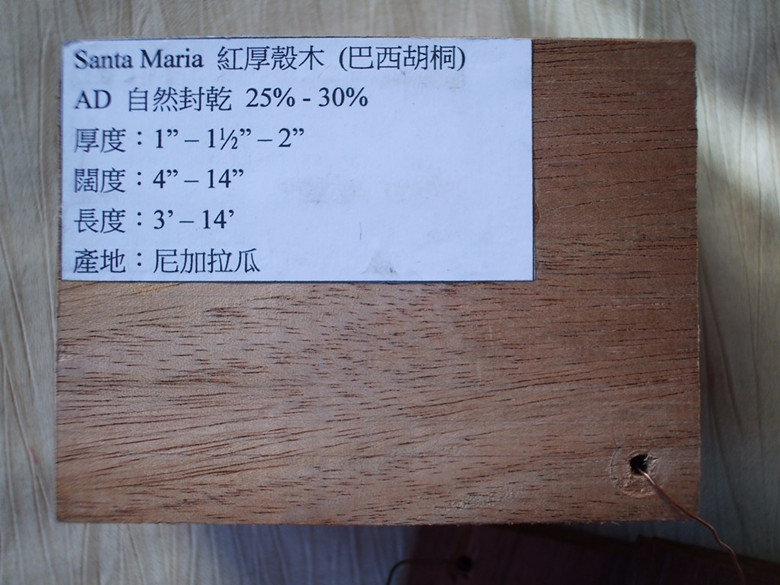 Santa Maria 紅厚殼木 (巴西胡桐)
AD 自然封乾 25% - 30%
厚度：1” – 1½” – 2”
闊度：4” – 14”
長度：3’ – 14’
產地：尼加拉瓜